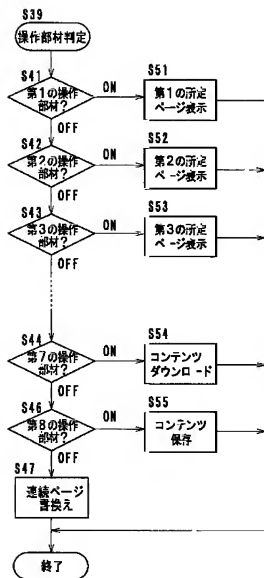 S39
操作部材判定
S41
第1の操作
部材?
ON
OFF
S51
第1の所定
ページ表示
S42
第2の操作
部材?
ON
OFF
S52
第2の所定
ページ表示
S43
第3の操作
部材?
ON
OFF
S53
第3の所定
ページ表示
S44
第7の操作
部材?
ON
OFF
S54
コンテンツ
ダウンロード
S46
第8の操作
部材?
ON
OFF
S55
コンテンツ
保存
S47
連続ページ
書換え
終了